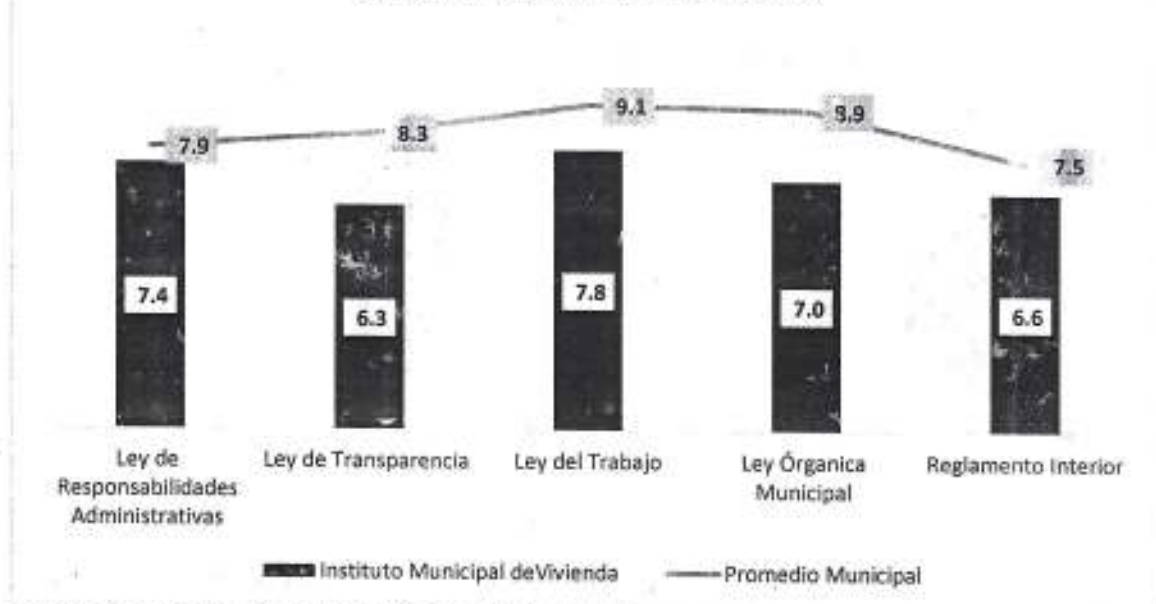 7.9
8.3
9.1
8.9
7.5
7.4
6.3
7.8
7.0
6.6
Ley de
Responsabilidades
Administrativas
Ley de Transparencia
Ley del Trabajo
Ley Órganica
Municipal
Reglamento Interior
Instituto Municipal deVivienda
Promedio Municipal